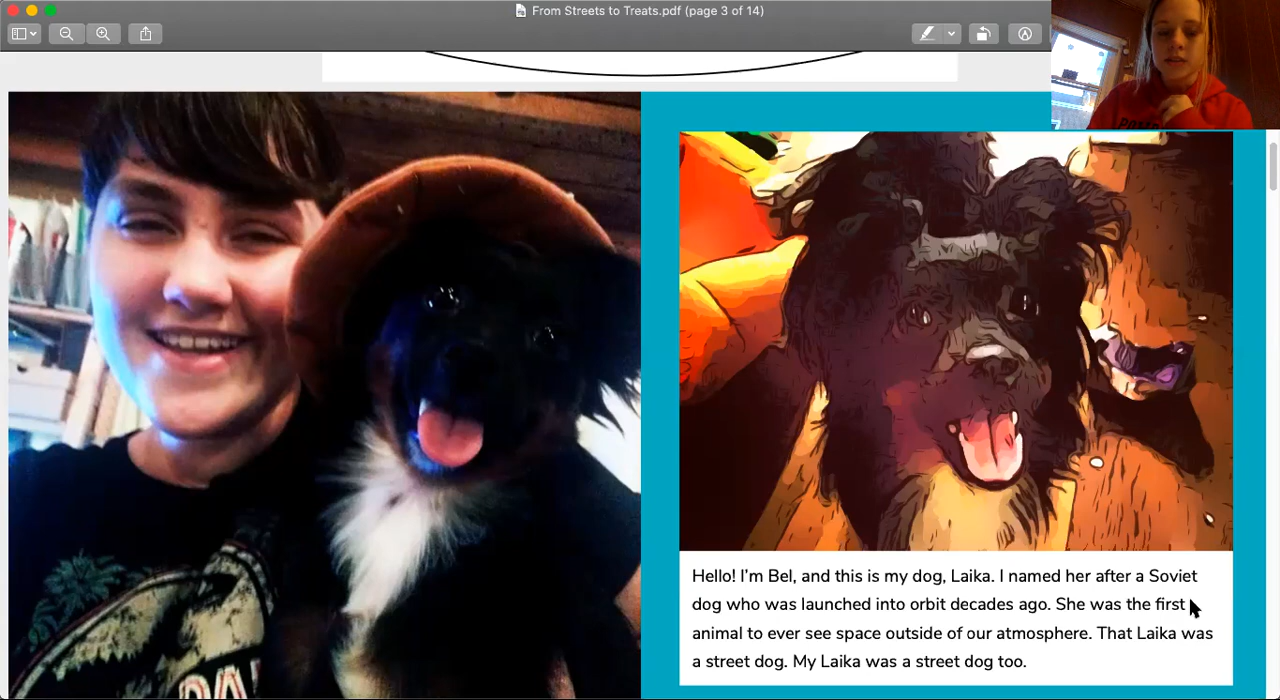 From Streets to Treats.pdf (page 3 of 14)
Hello! I'm Bel, and this is my dog, Laika. I named her after a Soviet
dog who was launched into orbit decades ago. She was the first
animal to ever see space outside of our atmosphere. That Laika was
a street dog. My Laika was a street dog too.